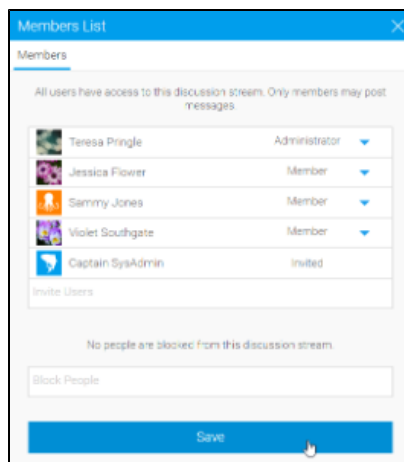 Members List
Members
All users have access to this discussion stream. Only members may post
messages.
Teresa Pringle Administrator
Jessica Flower Member
Sammy Jones Member
Violet Southgate Member
Captain SysAdmin Invited
Invite Users
No people are blocked from this discussion stream.
Block People
Save